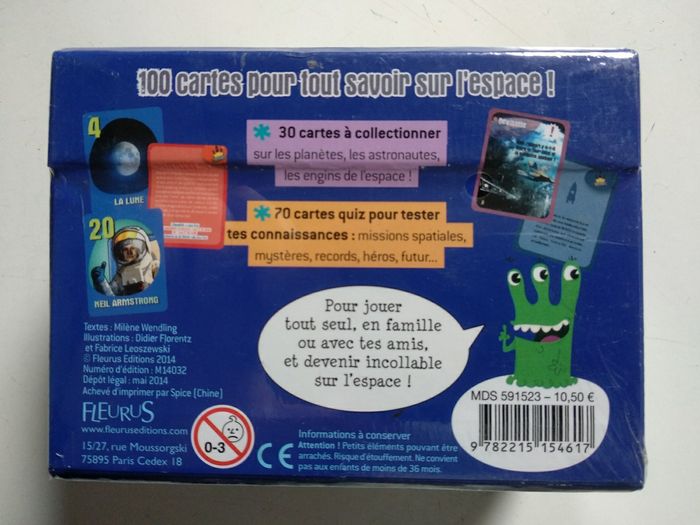 100 cartes pour tout savoir sur l'espace !
4
LA LUNE
20
NEIL ARMSTRONG
30 cartes à collectionner
sur les planètes, les astronautes,
les engins de l'espace !
70 cartes quiz pour tester
tes connaissances : missions spatiales,
mystères, records, héros, futur...
!
Pour jouer
tout seul, en famille
ou avec tes amis,
et devenir incollable
sur l'espace !
Textes : Milène Wendling
Illustrations : Didier Florentz
et Fabrice Leoszewski
© Fleurus Editions 2014
Numéro d'édition : M14032
Dépôt légal : mai 2014
Achevé d'imprimer par Spice (Chine)
FLEURUS
www.fleuruseditions.com
15/27, rue Moussorgski
75895 Paris Cedex 18
0-3
CE
Informations à conserver
Attention ! Petits éléments pouvant être
arrachés. Risque d'étouffement. Ne convient
pas aux enfants de moins de 36 mois.
MDS 591523 – 10,50 €
9 782215 154617